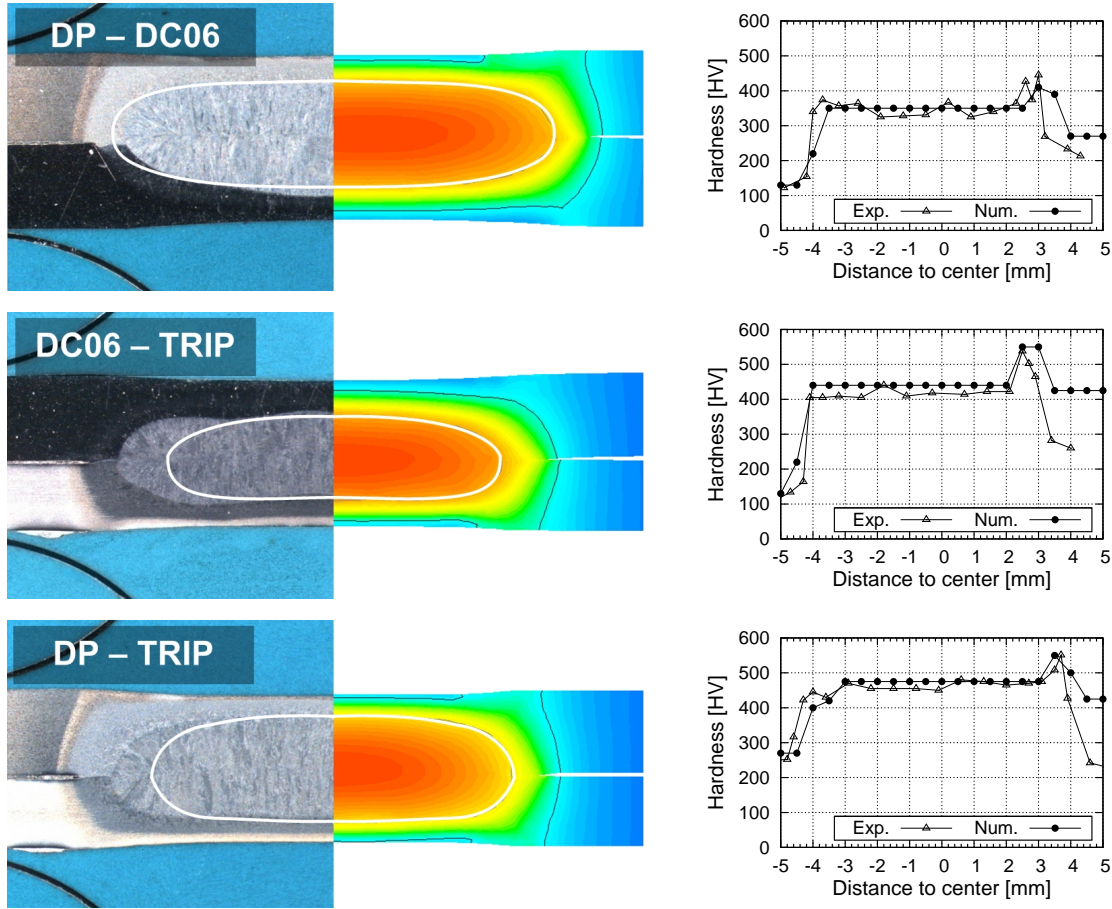 DP – DC06
600
500
400
300
200
100
0
Hardness [HV]
Exp.
Num.
-5 -4 -3 -2 -1 0 1 2 3 4 5
Distance to center [mm]
DC06 – TRIP
600
500
400
300
200
100
0
Hardness [HV]
Exp.
Num.
-5 -4 -3 -2 -1 0 1 2 3 4 5
Distance to center [mm]
DP – TRIP
600
500
400
300
200
100
0
Hardness [HV]
Exp.
Num.
-5 -4 -3 -2 -1 0 1 2 3 4 5
Distance to center [mm]